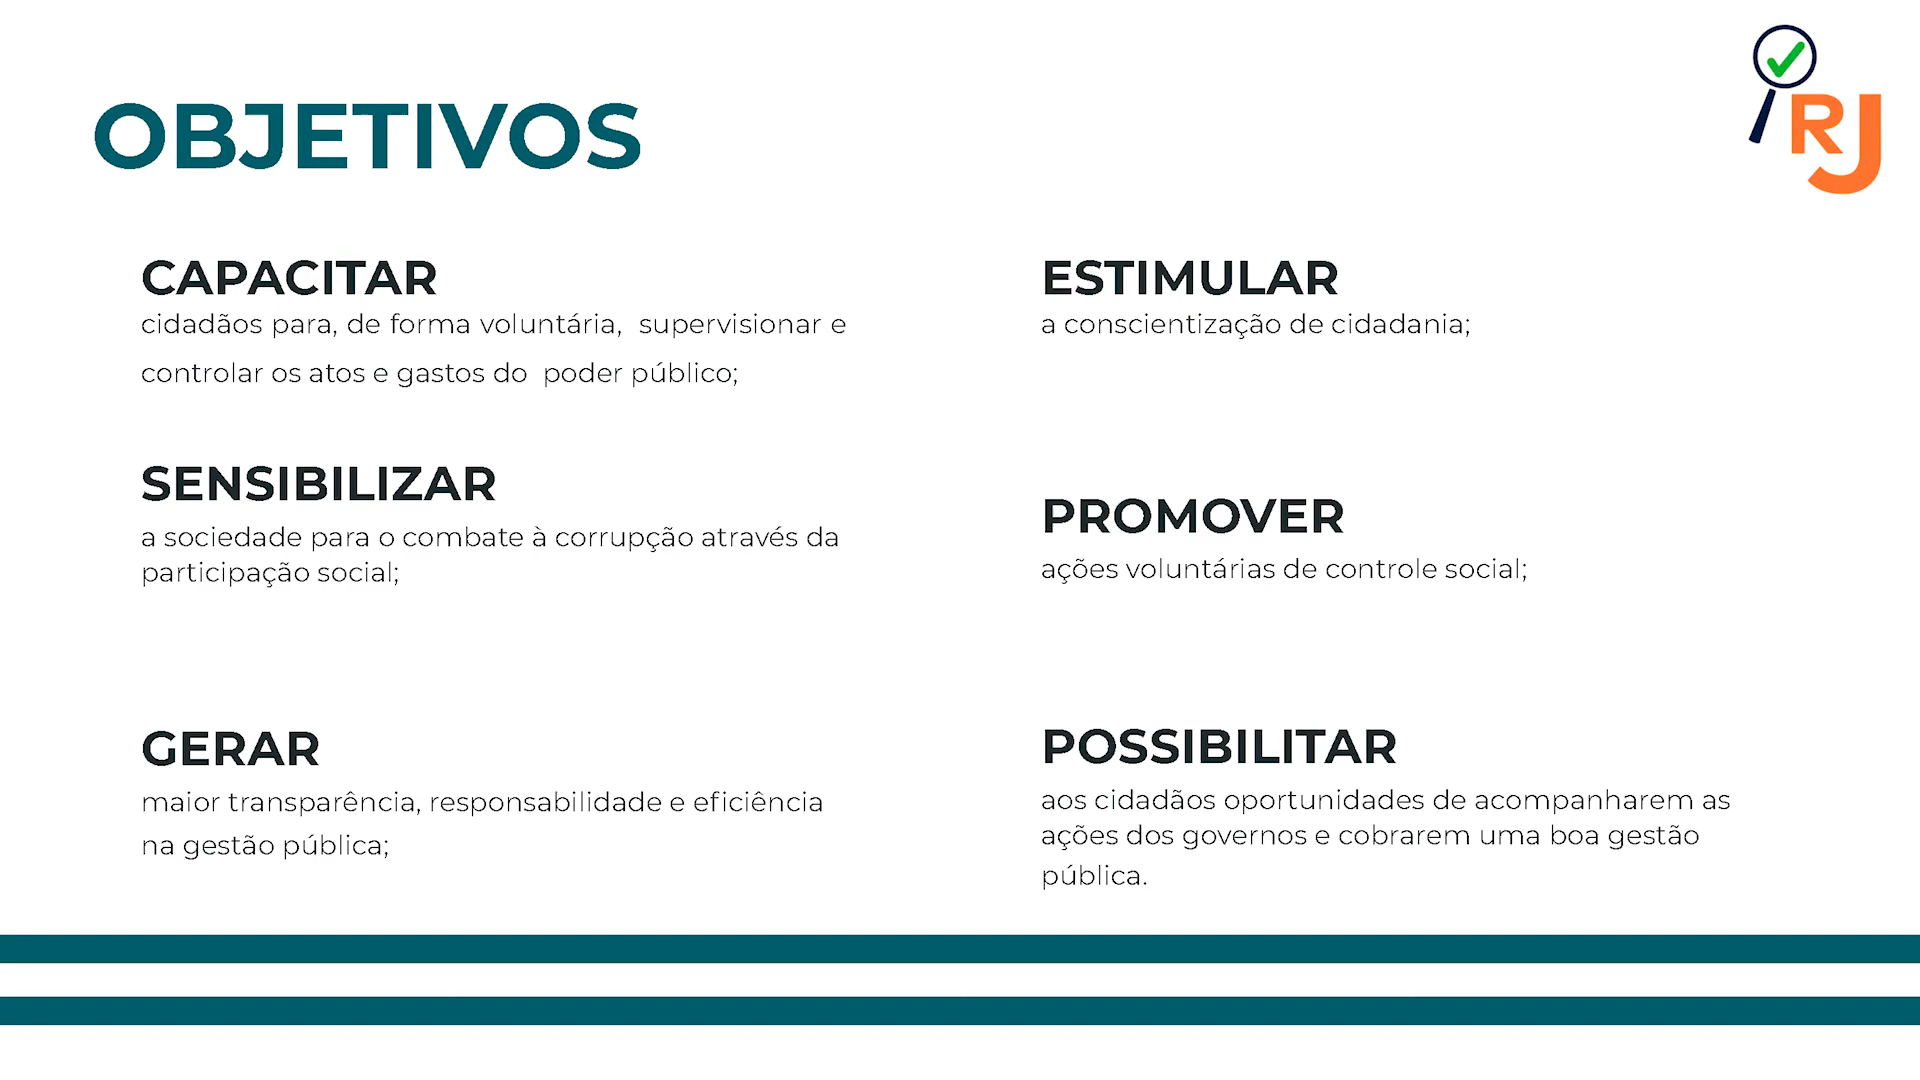 OBJETIVOS
RJ
CAPACITAR
cidadãos para, de forma voluntária, supervisionar e
controlar os atos e gastos do poder público;
SENSIBILIZAR
a sociedade para o combate à corrupção através da
participação social;
GERAR
maior transparência, responsabilidade e eficiência
na gestão pública;
ESTIMULAR
a conscientização de cidadania;
PROMOVER
ações voluntárias de controle social;
POSSIBILITAR
aos cidadãos oportunidades de acompanharem as
ações dos governos e cobrarem uma boa gestão
pública.